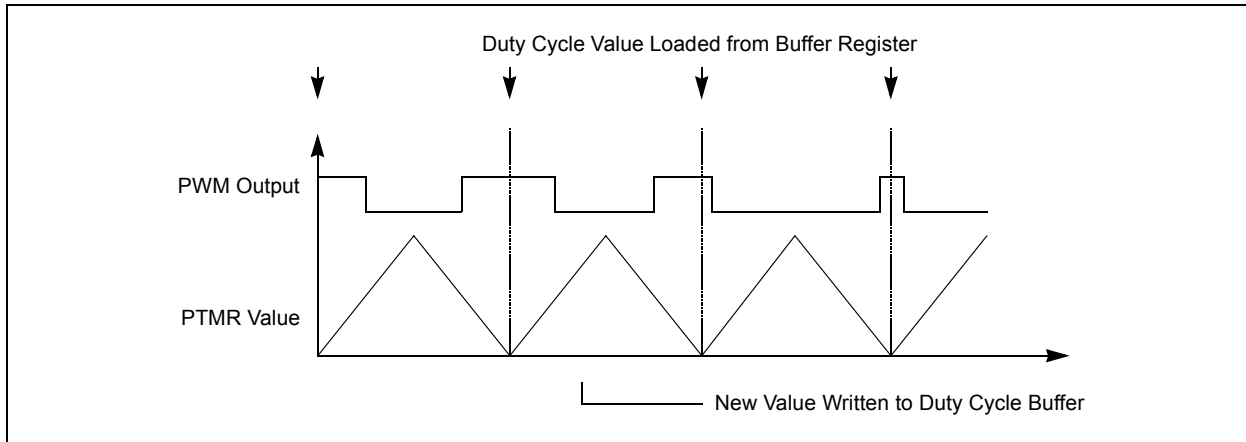 Duty Cycle Value Loaded from Buffer Register
PWM Output
PTMR Value
New Value Written to Duty Cycle Buffer